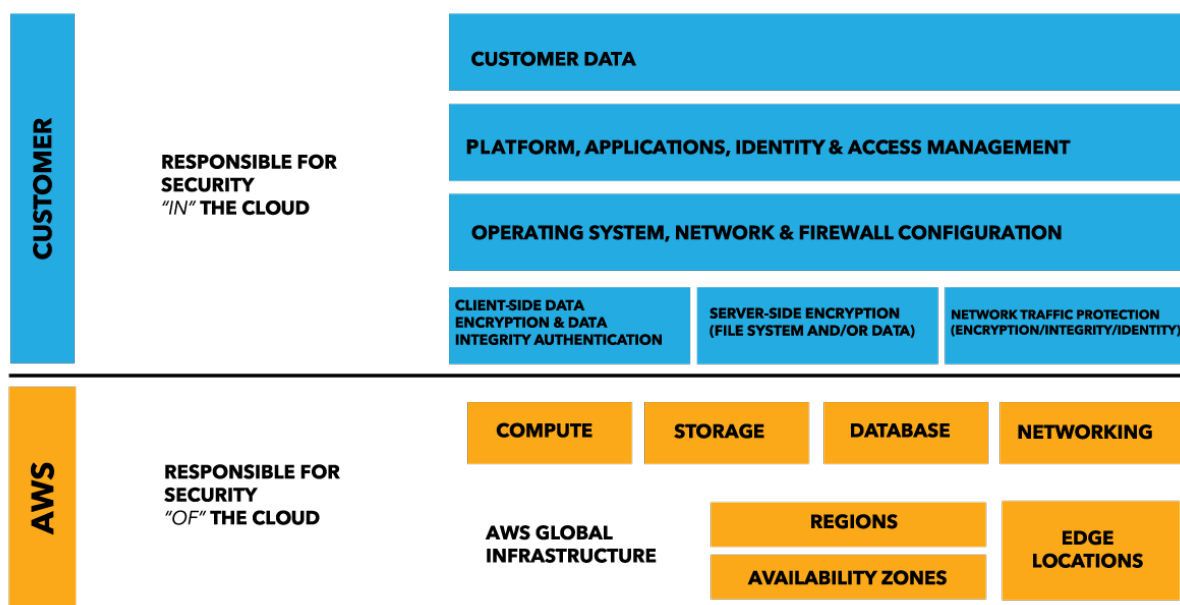 CUSTOMER
RESPONSIBLE FOR
SECURITY
“IN” THE CLOUD
CUSTOMER DATA
PLATFORM, APPLICATIONS, IDENTITY & ACCESS MANAGEMENT
OPERATING SYSTEM, NETWORK & FIREWALL CONFIGURATION
CLIENT-SIDE DATA
ENCRYPTION & DATA
INTEGRITY AUTHENTICATION
SERVER-SIDE ENCRYPTION
(FILE SYSTEM AND/OR DATA)
NETWORK TRAFFIC PROTECTION
(ENCRYPTION/INTEGRITY/IDENTITY)
AWS
RESPONSIBLE FOR
SECURITY
“OF” THE CLOUD
COMPUTE
STORAGE
DATABASE
NETWORKING
AWS GLOBAL
INFRASTRUCTURE
REGIONS
AVAILABILITY ZONES
EDGE
LOCATIONS